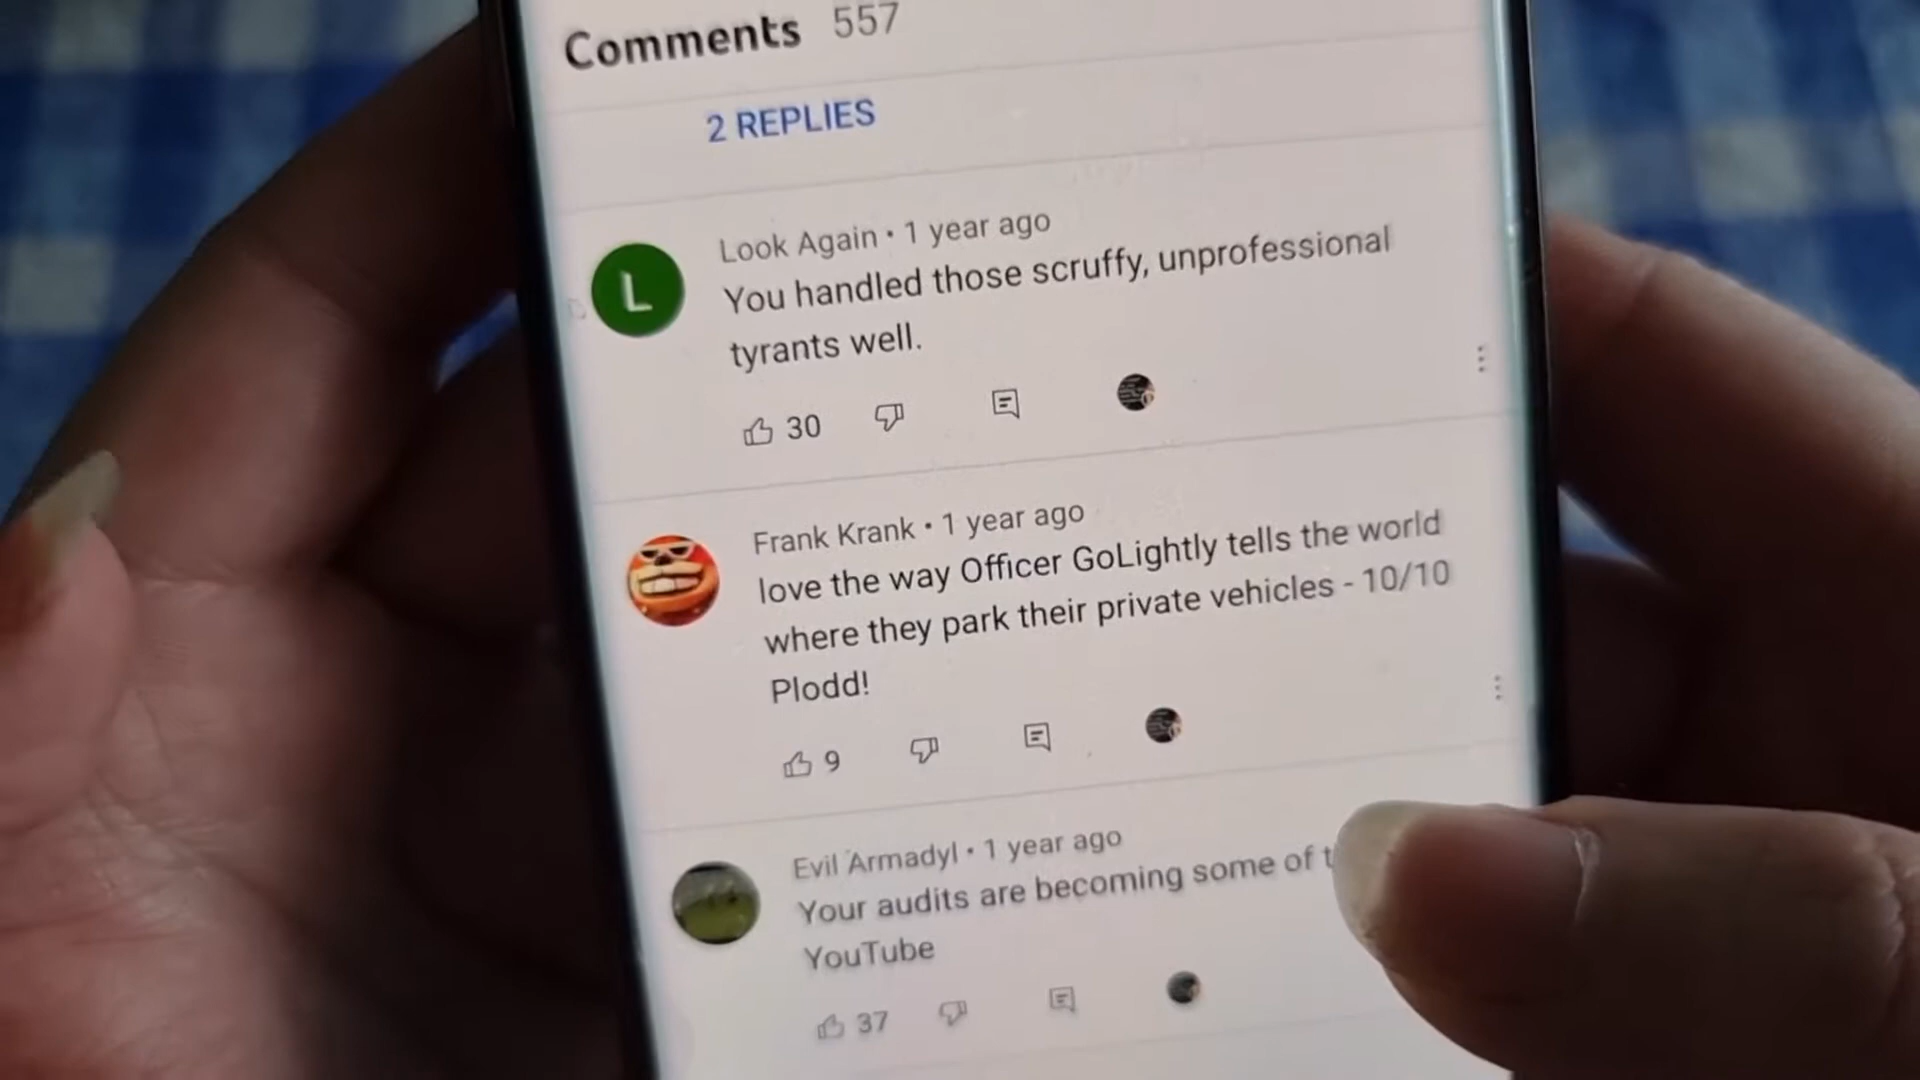 Comments 557
2 REPLIES
L
Look Again • 1 year ago
You handled those scruffy, unprofessional
tyrants well.
30
Frank Krank • 1 year ago
love the way Officer GoLightly tells the world
where they park their private vehicles - 10/10
Plodd!
9
Evil Armadyl • 1 year ago
Your audits are becoming some of
YouTube
37